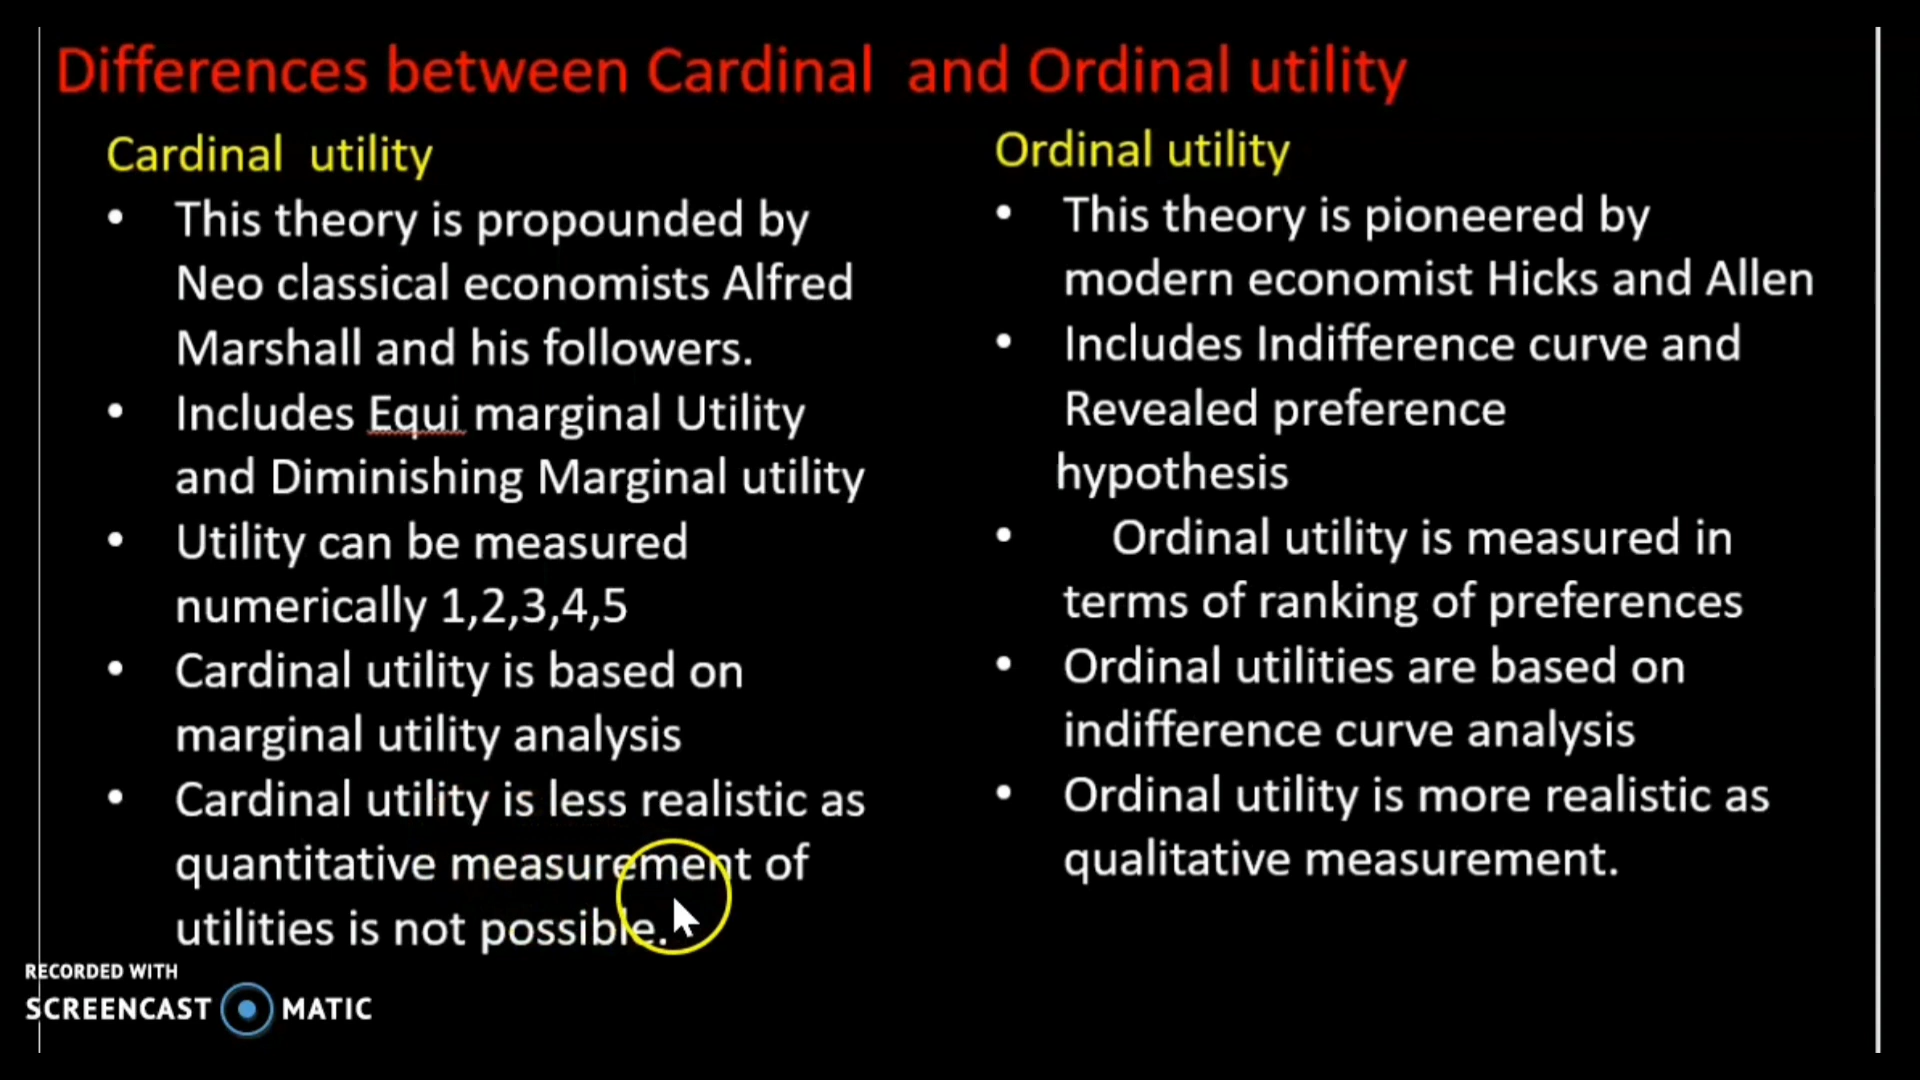 Differences between Cardinal and Ordinal utility
Cardinal utility
• This theory is propounded by
Neo classical economists Alfred
Marshall and his followers.
• Includes Equi marginal Utility
and Diminishing Marginal utility
• Utility can be measured
numerically 1,2,3,4,5
• Cardinal utility is based on
marginal utility analysis
• Cardinal utility is less realistic as
quantitative measurement of
utilities is not possible.
Ordinal utility
• This theory is pioneered by
modern economist Hicks and Allen
• Includes Indifference curve and
Revealed preference
hypothesis
• Ordinal utility is measured in
terms of ranking of preferences
• Ordinal utilities are based on
indifference curve analysis
• Ordinal utility is more realistic as
qualitative measurement.
RECORDED WITH
SCREENCAST MATIC